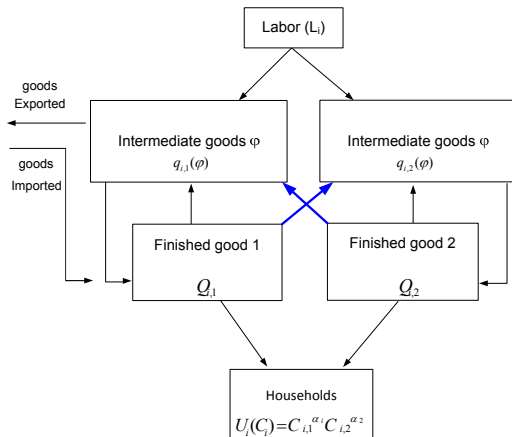 Labor (Lᵢ)
goods
Exported
Intermediate goods φ
q_{i,1}(φ)
Intermediate goods φ
q_{i,2}(φ)
goods
Imported
Finished good 1
Q_{i,1}
Finished good 2
Q_{i,2}
Households
U_i(C_i)=C_{i,1}^{α_1}C_{i,2}^{α_2}